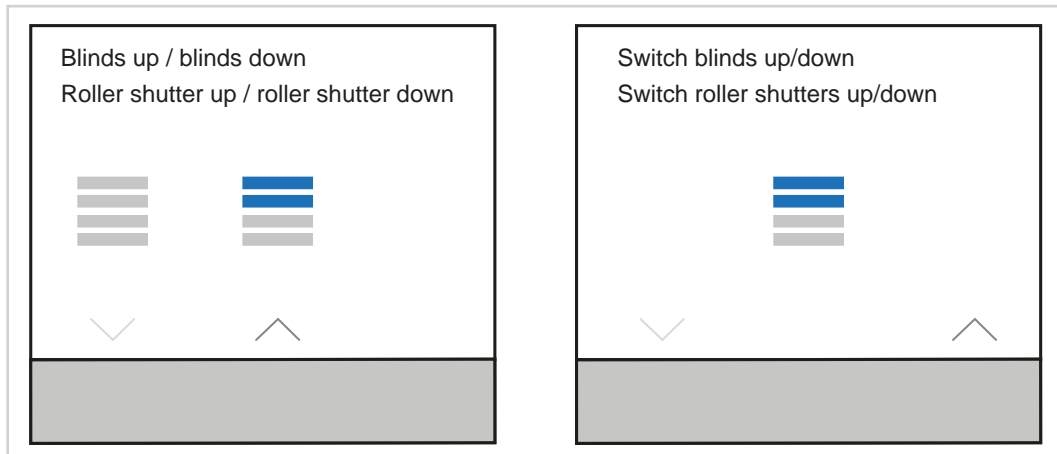 Blinds up / blinds down
Roller shutter up / roller shutter down
Switch blinds up/down
Switch roller shutters up/down